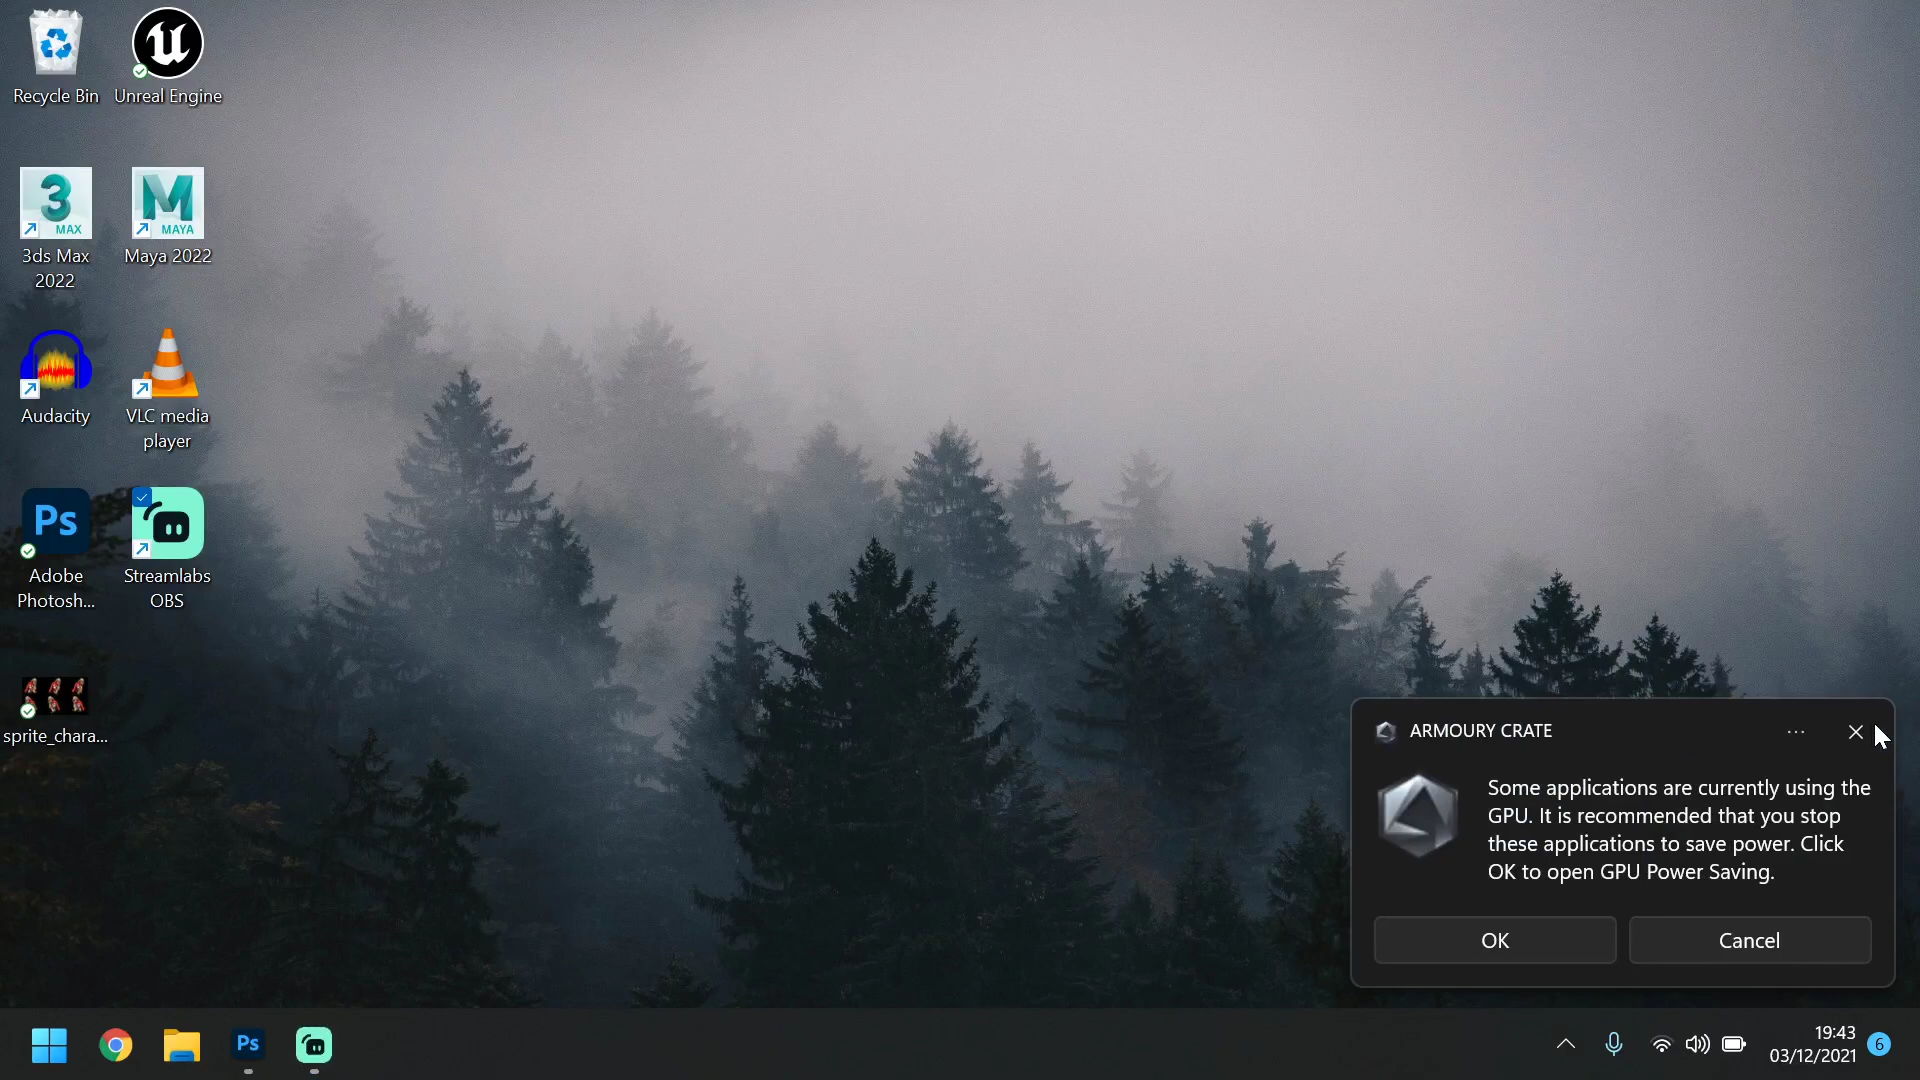 Recycle Bin
Unreal Engine
3
MAX
3ds Max
2022
M
MAYA
Maya 2022
Audacity
VLC media
player
Ps
Adobe
Photosh...
Streamlabs
OBS
sprite_chara...
ARMOURY CRATE
Some applications are currently using the
GPU. It is recommended that you stop
these applications to save power. Click
OK to open GPU Power Saving.
OK
Cancel
Ps
19:43
03/12/2021
6